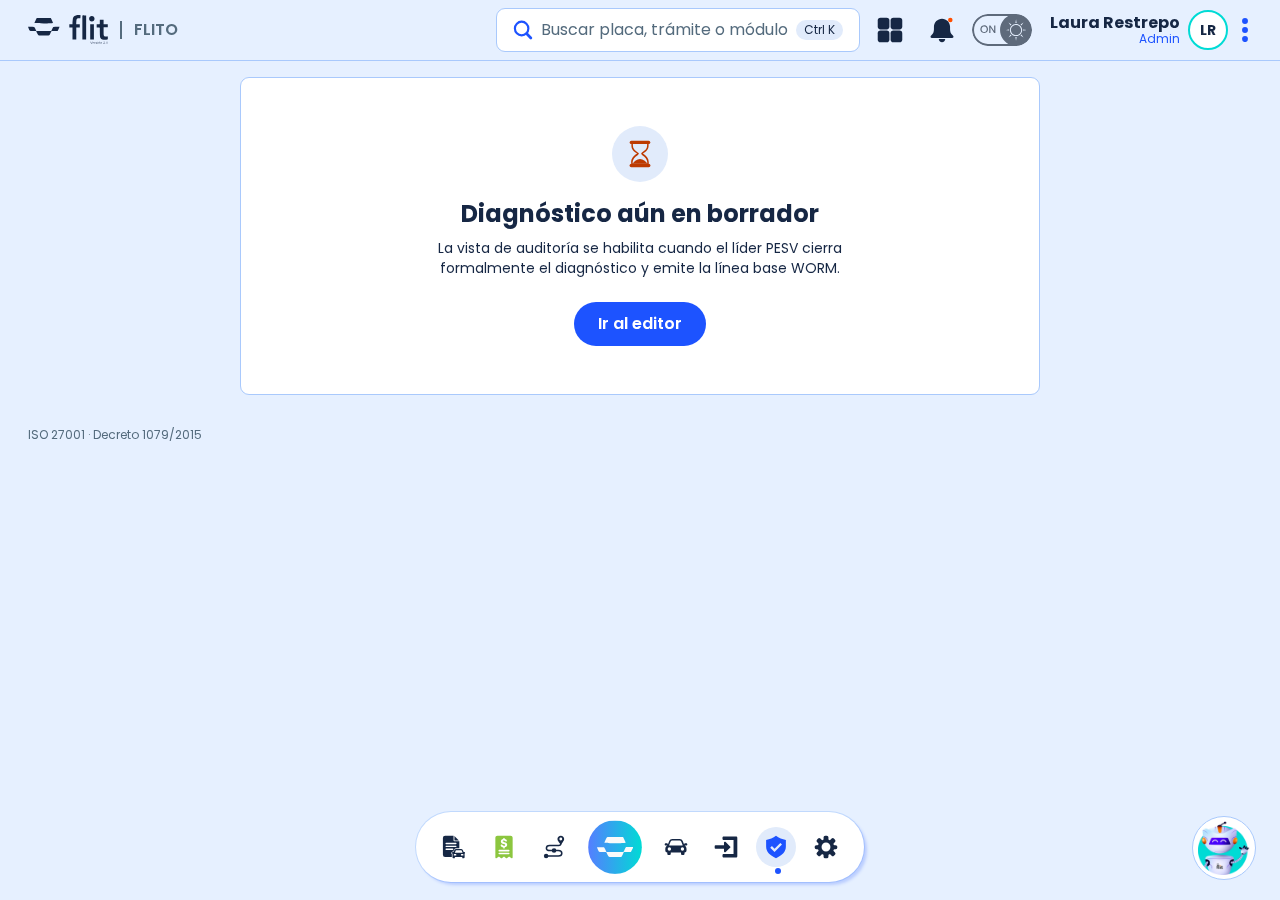 flit
FLITO
Buscar placa, trámite o módulo
Ctrl K
ON
Laura Restrepo
Admin
LR
Diagnóstico aún en borrador
La vista de auditoría se habilita cuando el líder PESV cierra
formalmente el diagnóstico y emite la línea base WORM.
Ir al editor
ISO 27001 · Decreto 1079/2015